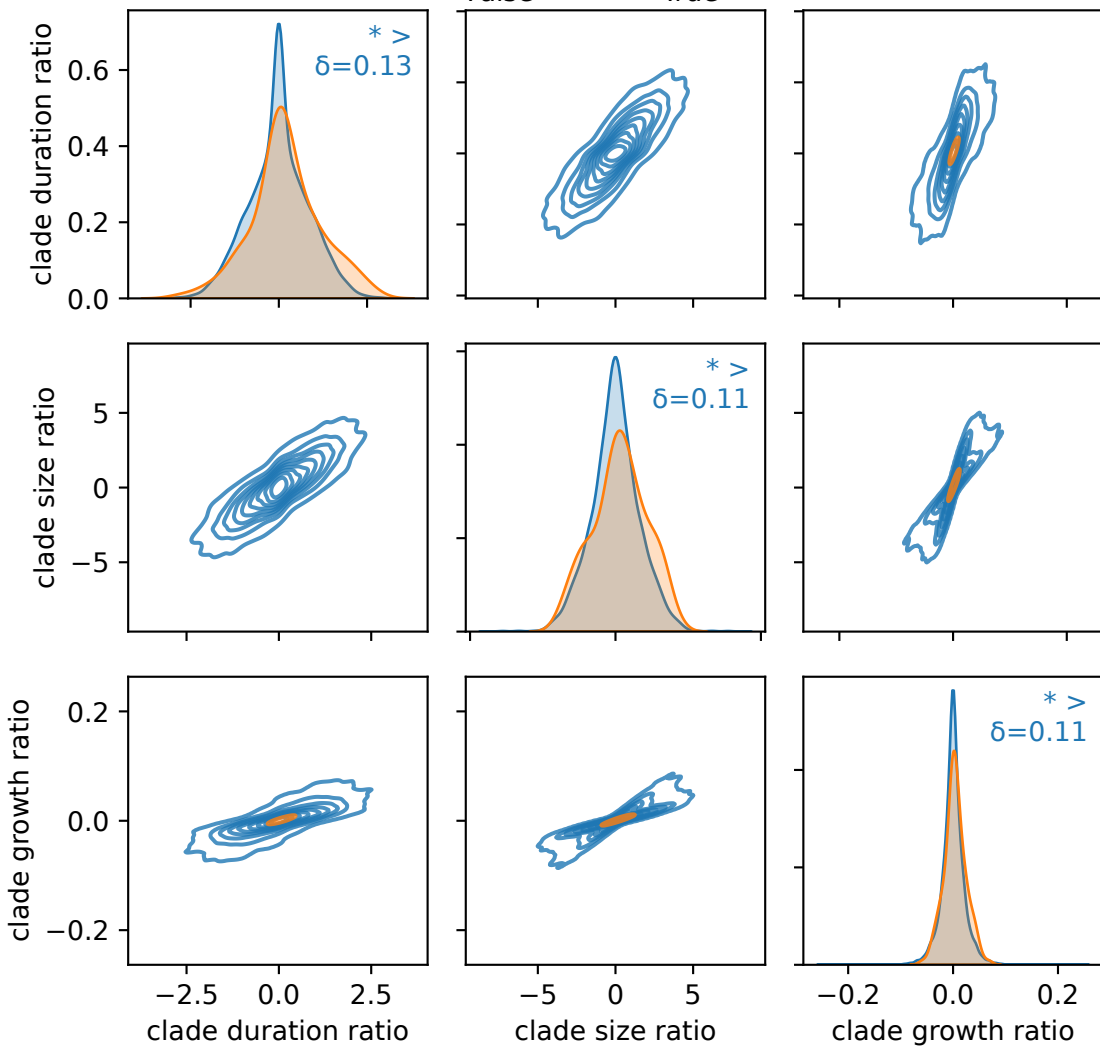 clade duration ratio
0.6
0.4
0.2
0.0
* >
δ=0.13
clade size ratio
5
0
−5
* >
δ=0.11
clade growth ratio
0.2
0.0
−0.2
* >
δ=0.11
−2.5 0.0 2.5
−5 0 5
−0.2 0.0 0.2
clade duration ratio
clade size ratio
clade growth ratio